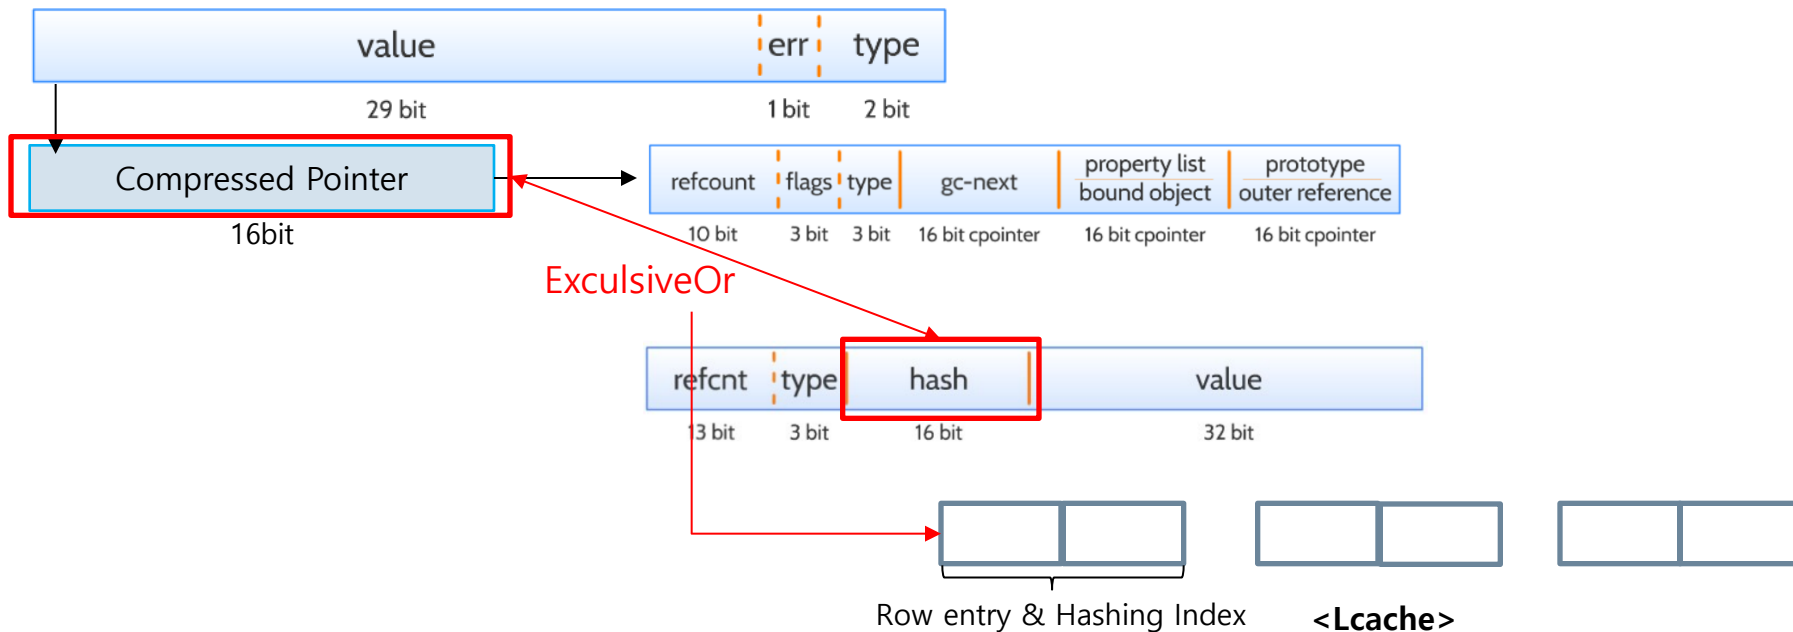 value err type
29 bit 1 bit 2 bit
Compressed Pointer
16bit
refcount flags type gc-next property list bound object prototype outer reference
10 bit 3 bit 3 bit 16 bit cpointer 16 bit cpointer 16 bit cpointer
ExculsiveOr
refcnt type hash value
13 bit 3 bit 16 bit 32 bit
Row entry & Hashing Index
<Lcache>